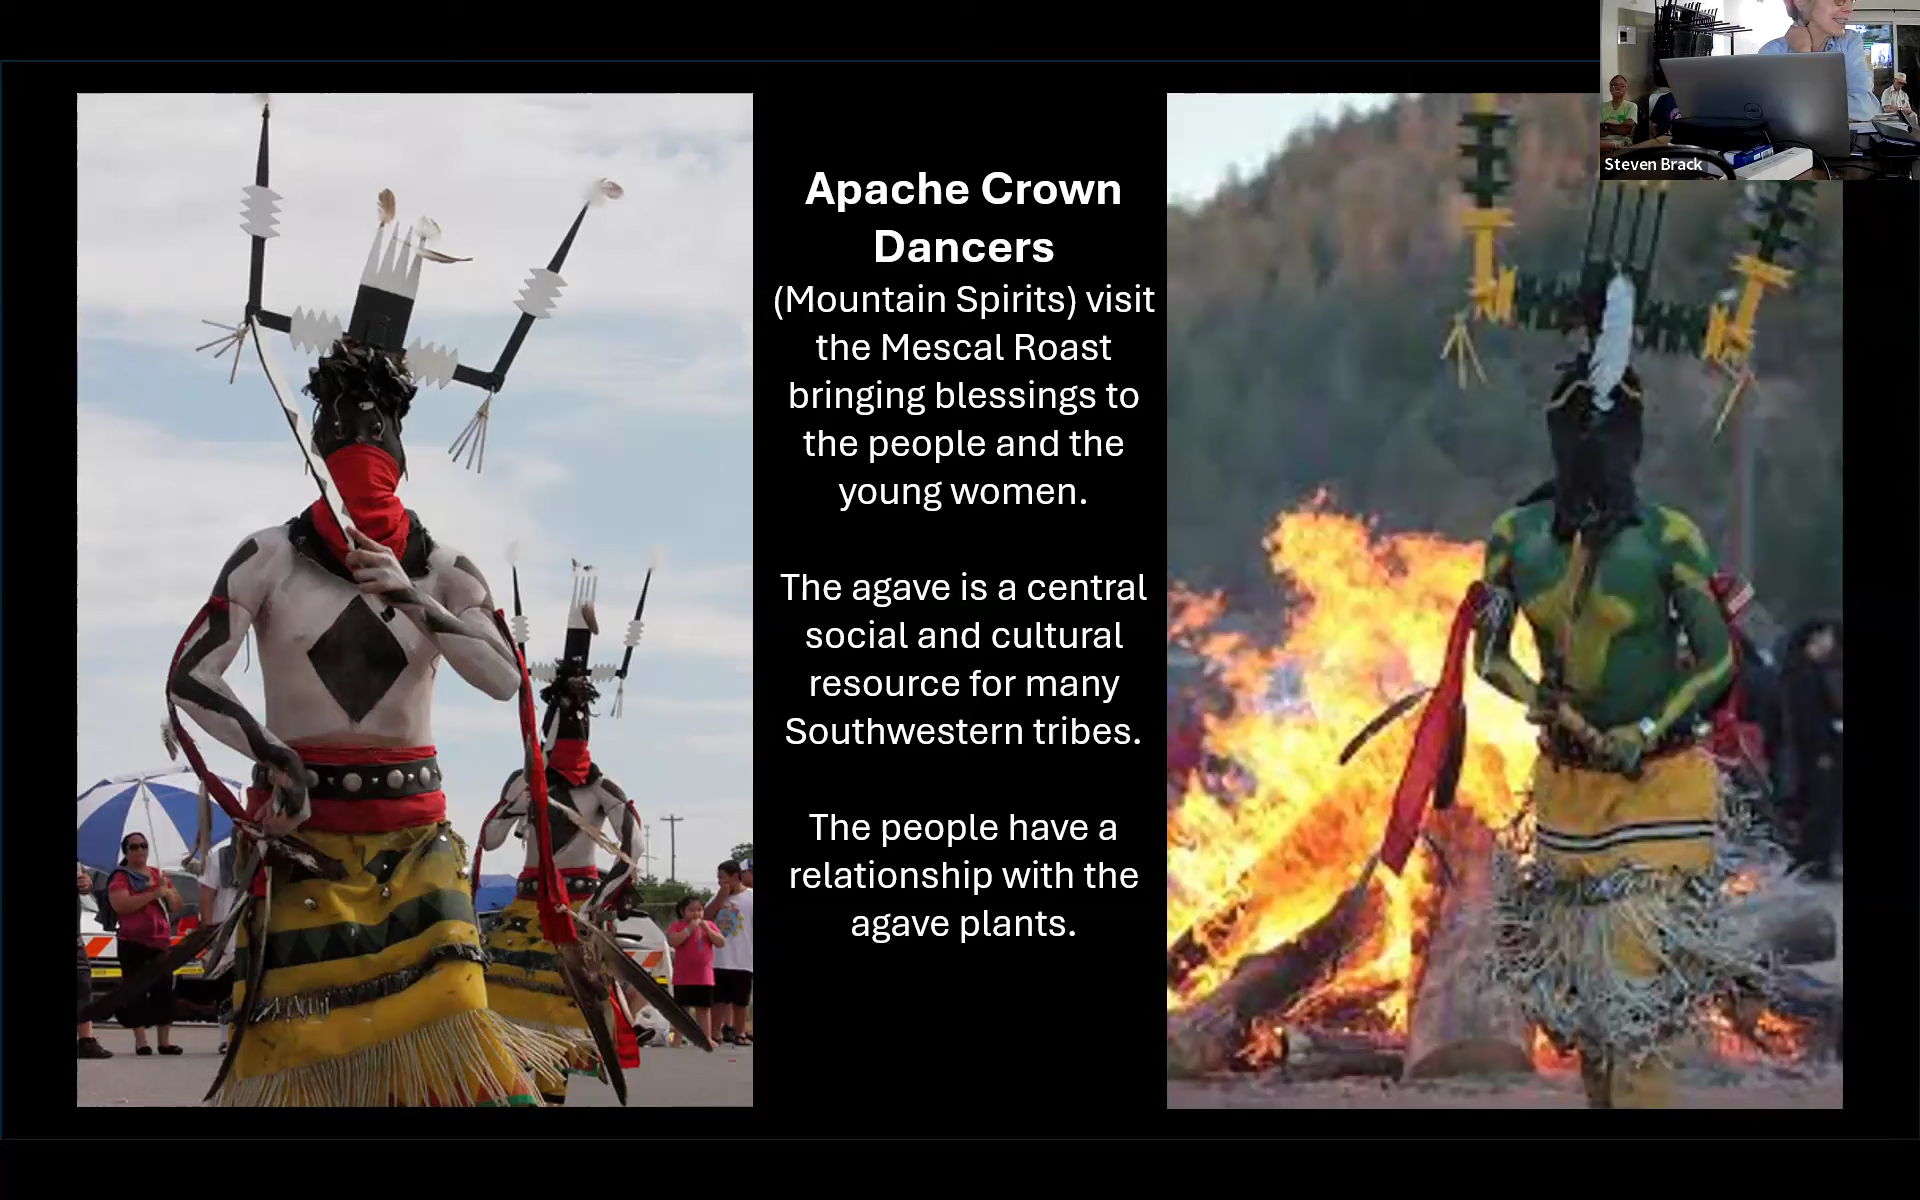 Apache Crown
Dancers
(Mountain Spirits) visit
the Mescal Roast
bringing blessings to
the people and the
young women.
The agave is a central
social and cultural
resource for many
Southwestern tribes.
The people have a
relationship with the
agave plants.
Steven Brack